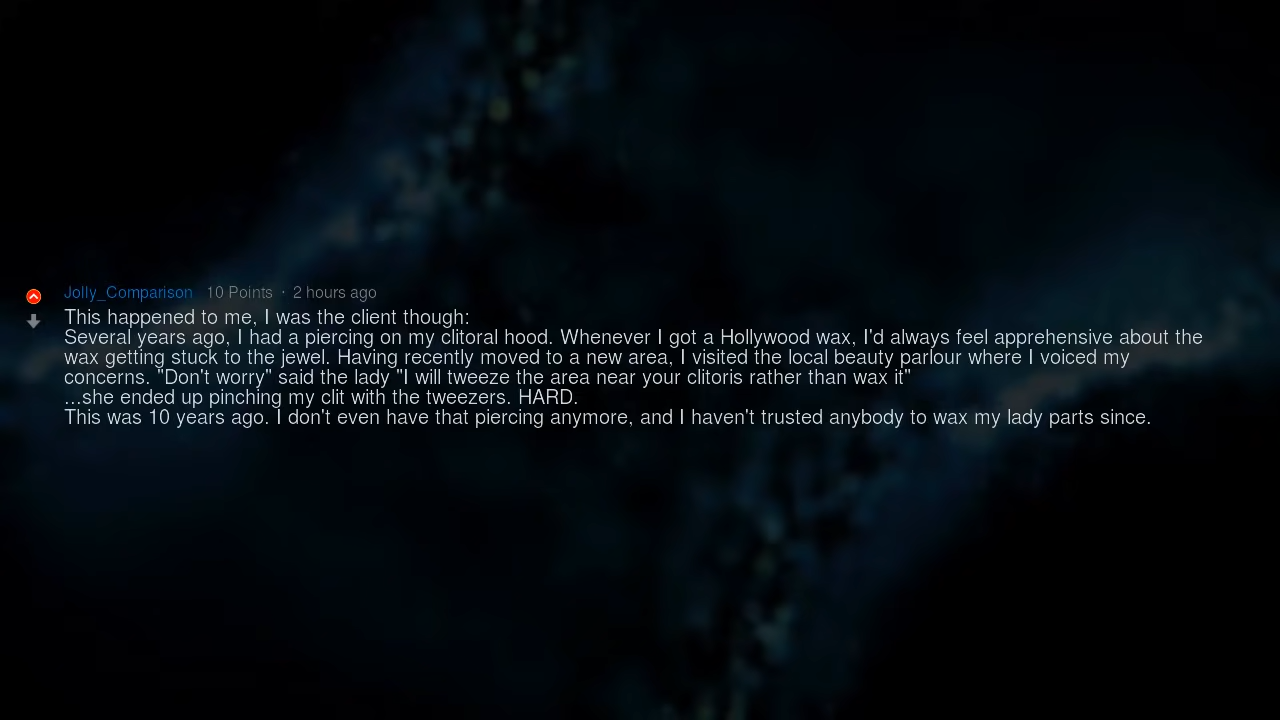 Jolly_Comparison 10 Points · 2 hours ago
This happened to me, I was the client though:
Several years ago, I had a piercing on my clitoral hood. Whenever I got a Hollywood wax, I'd always feel apprehensive about the
wax getting stuck to the jewel. Having recently moved to a new area, I visited the local beauty parlour where I voiced my
concerns. "Don't worry" said the lady "I will tweeze the area near your clitoris rather than wax it"
...she ended up pinching my clit with the tweezers. HARD.
This was 10 years ago. I don't even have that piercing anymore, and I haven't trusted anybody to wax my lady parts since.